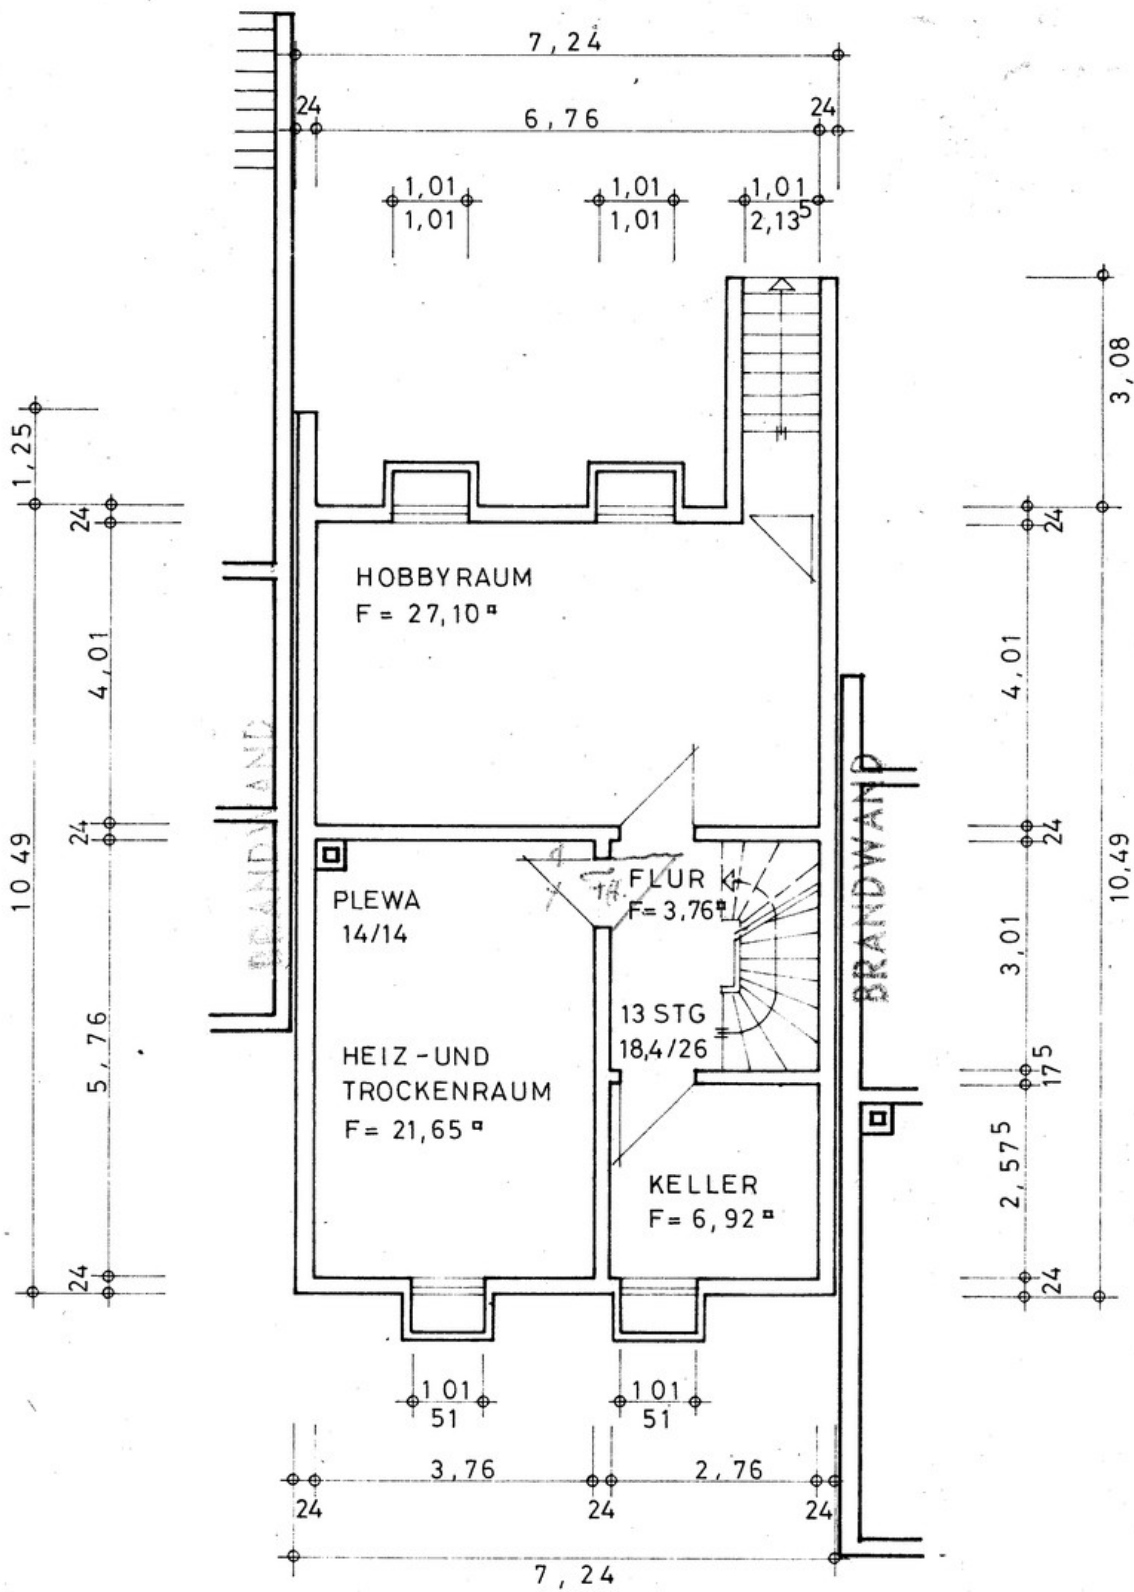 7,24
24
6,76
24
1,01
1,01
1,01
1,01
1,01
2,13⁵
3,08
1,25
24
24
HOBBYRAUM
F= 27,10 ¤
4,01
4,01
BRANDWAND
BRANDWAND
24
24
10 49
10,49
PLEWA
14/14
FLUR
F= 3,76 ¤
3,01
13 STG
18,4/26
5,76
17⁵
HEIZ-UND
TROCKENRAUM
F= 21,65 ¤
2,57⁵
KELLER
F= 6,92 ¤
24
24
1 01
51
1 01
51
3,76
2,76
24
24
24
7,24